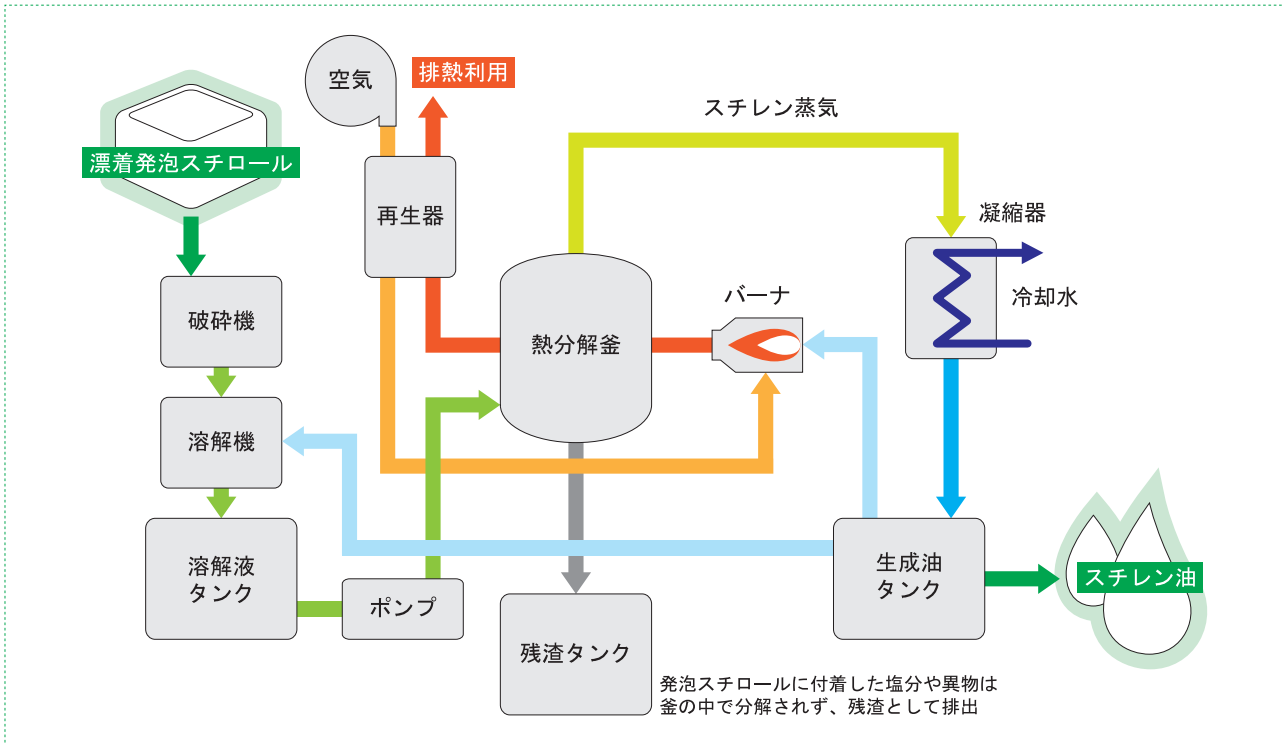 空気
排熱利用
スチレン蒸気
漂着発泡スチロール
再生器
凝縮器
冷却水
破砕機
熱分解釜
バーナ
溶解機
溶解液
タンク
ポンプ
残渣タンク
生成油
タンク
スチレン油
発泡スチロールに付着した塩分や異物は
釜の中で分解されず、残渣として排出